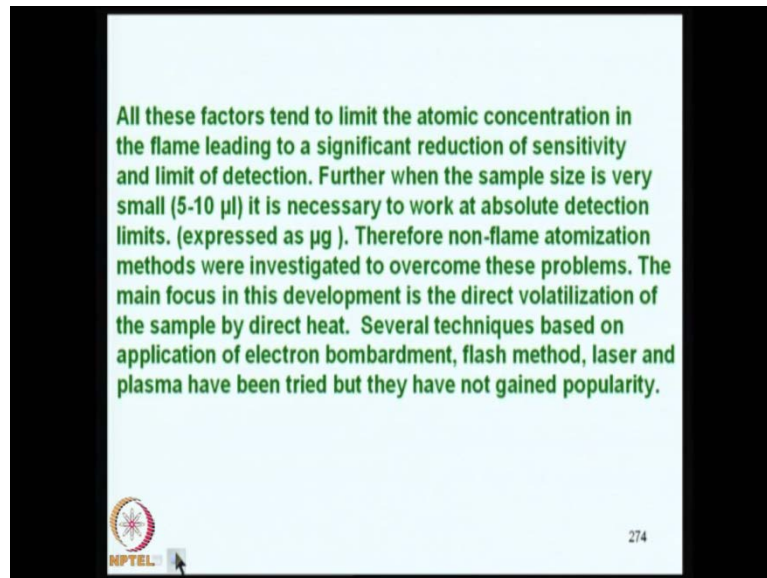 All these factors tend to limit the atomic concentration in
the flame leading to a significant reduction of sensitivity
and limit of detection. Further when the sample size is very
small (5-10 µl) it is necessary to work at absolute detection
limits. (expressed as µg ). Therefore non-flame atomization
methods were investigated to overcome these problems. The
main focus in this development is the direct volatilization of
the sample by direct heat.  Several techniques based on
application of electron bombardment, flash method, laser and
plasma have been tried but they have not gained popularity.
274
NPTEL